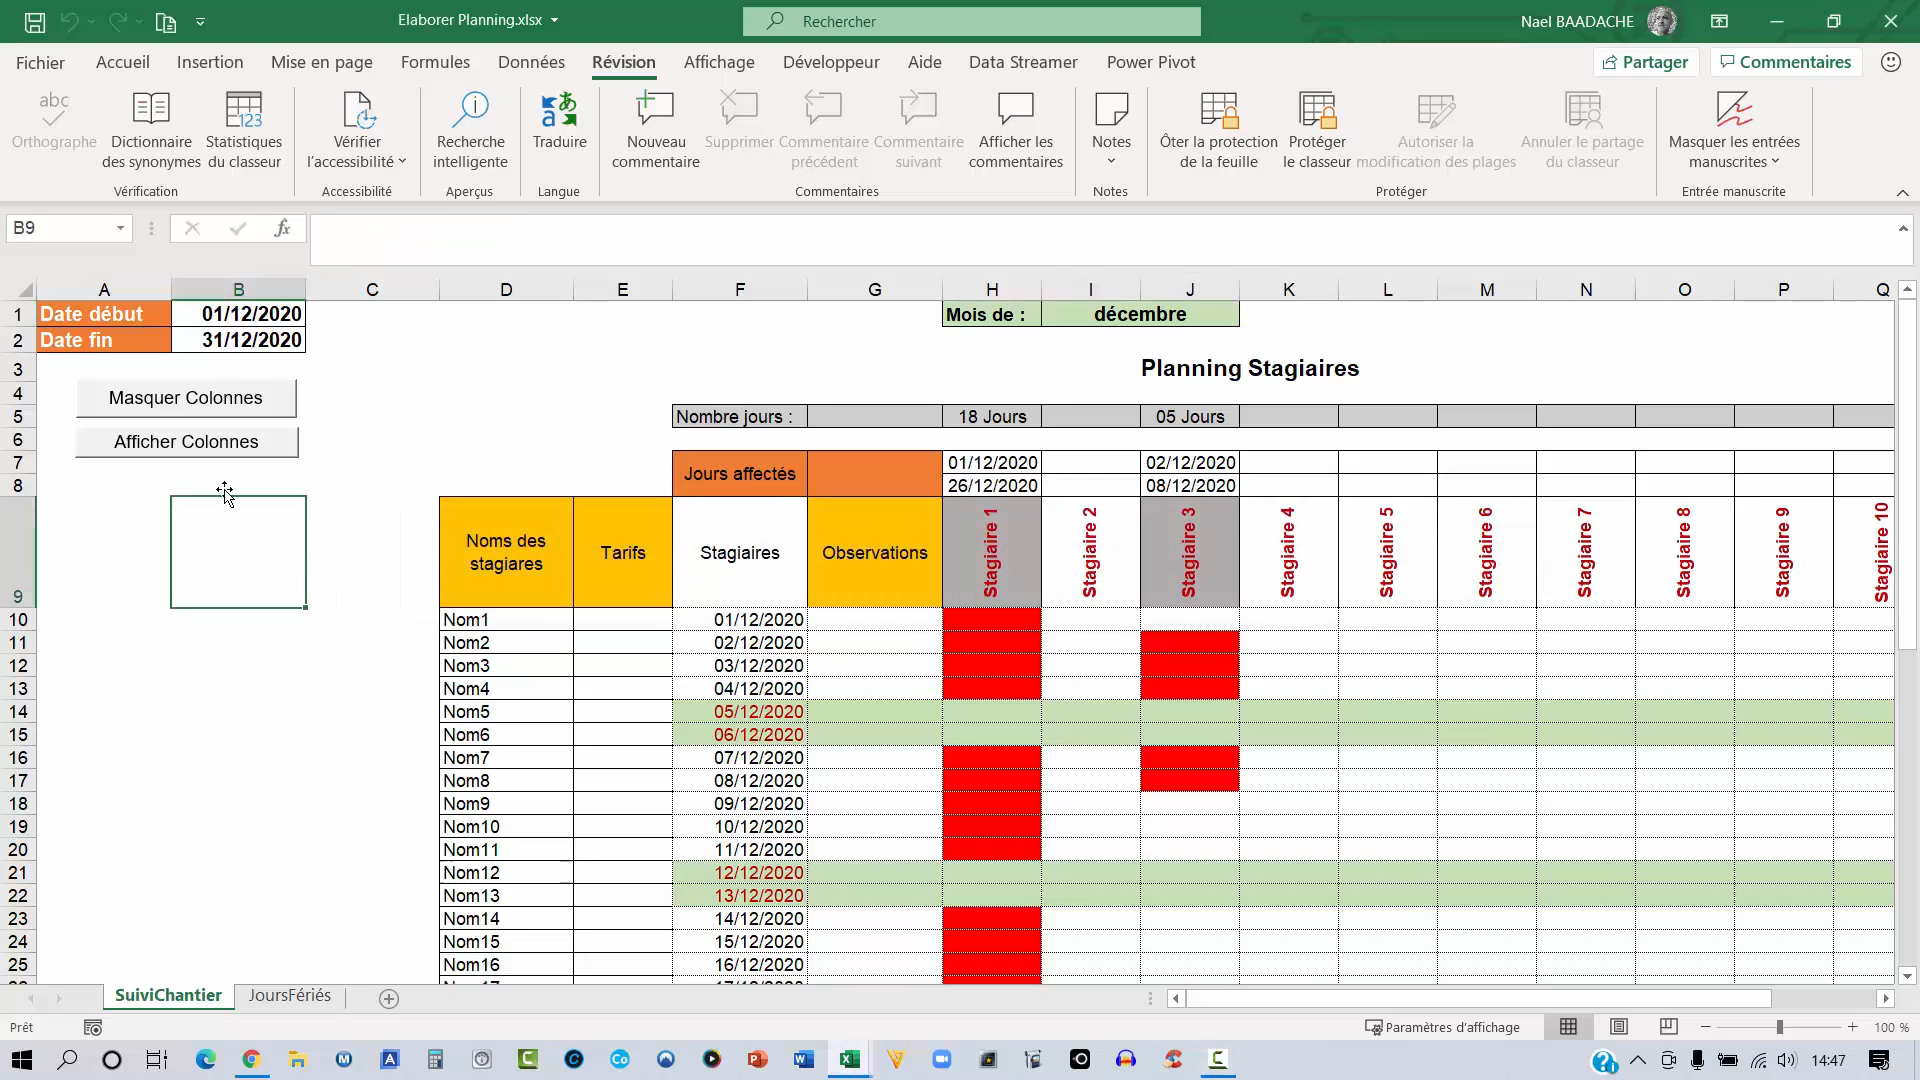 Elaborer Planning.xlsx
Rechercher
Nael BAADACHE
Fichier Accueil Insertion Mise en page Formules Données Révision Affichage Développeur Aide Data Streamer Power Pivot Partager Commentaires
abc
123
Orthographe
Dictionnaire
des synonymes
Statistiques
du classeur
Vérifier
l'accessibilité
Recherche
intelligente
Traduire
Nouveau
commentaire
Supprimer
Commentaire
précédent
Commentaire
suivant
Afficher les
commentaires
Notes
Ôter la protection
de la feuille
Protéger
le classeur
Autoriser la
modification des plages
Annuler le partage
du classeur
Masquer les entrées
manuscrites
Vérification Accessibilité Aperçus Langue Commentaires Notes Protéger Entrée manuscrite
B9 fx
A B C D E F G H I J K L M N O P Q
1 Date début 01/12/2020 Mois de : décembre
2 Date fin 31/12/2020
3 Planning Stagiaires
4 Masquer Colonnes
5 Nombre jours : 18 Jours 05 Jours
6 Afficher Colonnes
7 Jours affectés 01/12/2020 02/12/2020
8 26/12/2020 08/12/2020
9 Noms des
stagiares
Tarifs Stagiaires Observations Stagiaire 1 Stagiaire 2 Stagiaire 3 Stagiaire 4 Stagiaire 5 Stagiaire 6 Stagiaire 7 Stagiaire 8 Stagiaire 9 Stagiaire 10
10 Nom1 01/12/2020
11 Nom2 02/12/2020
12 Nom3 03/12/2020
13 Nom4 04/12/2020
14 Nom5 05/12/2020
15 Nom6 06/12/2020
16 Nom7 07/12/2020
17 Nom8 08/12/2020
18 Nom9 09/12/2020
19 Nom10 10/12/2020
20 Nom11 11/12/2020
21 Nom12 12/12/2020
22 Nom13 13/12/2020
23 Nom14 14/12/2020
24 Nom15 15/12/2020
25 Nom16 16/12/2020
SuiviChantier JoursFériés
Prêt Paramètres d'affichage 100 %
14:47